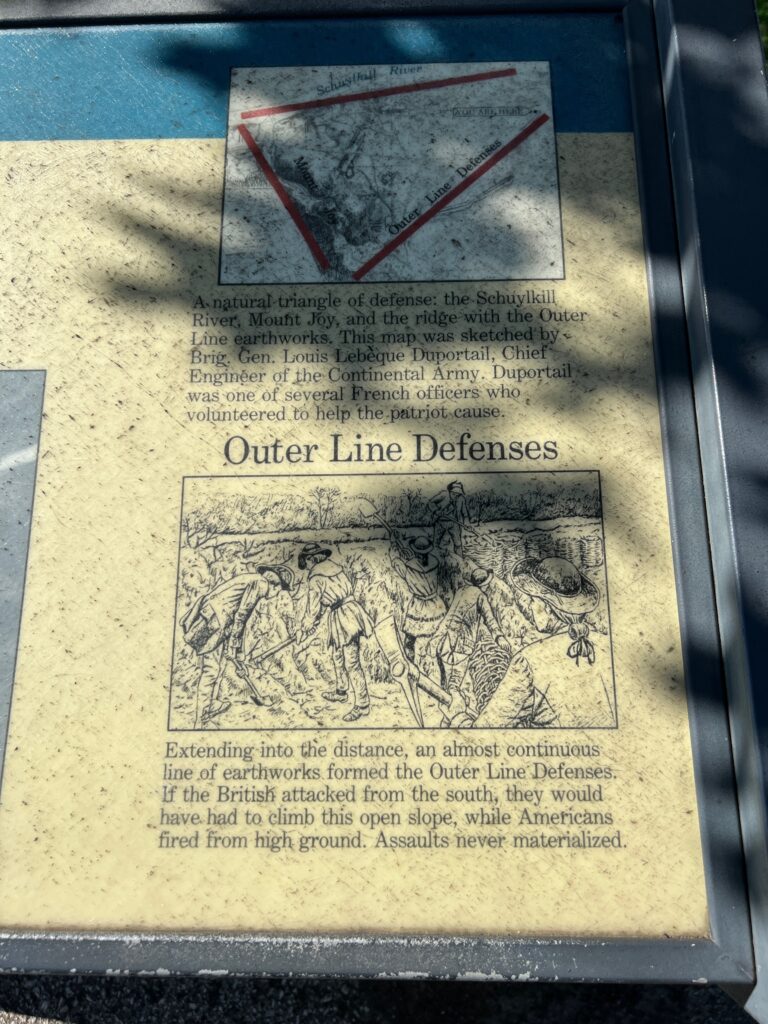 Schuylkill River
YOU ARE HERE
Mount Joy
Outer Line Defenses
A natural triangle of defense: the Schuylkill
River, Mount Joy, and the ridge with the Outer
Line earthworks. This map was sketched by
Brig. Gen. Louis Lebèque Duportail, Chief
Engineer of the Continental Army. Duportail
was one of several French officers who
volunteered to help the patriot cause.
Outer Line Defenses
Extending into the distance, an almost continuous
line of earthworks formed the Outer Line Defenses.
If the British attacked from the south, they would
have had to climb this open slope, while Americans
fired from high ground. Assaults never materialized.